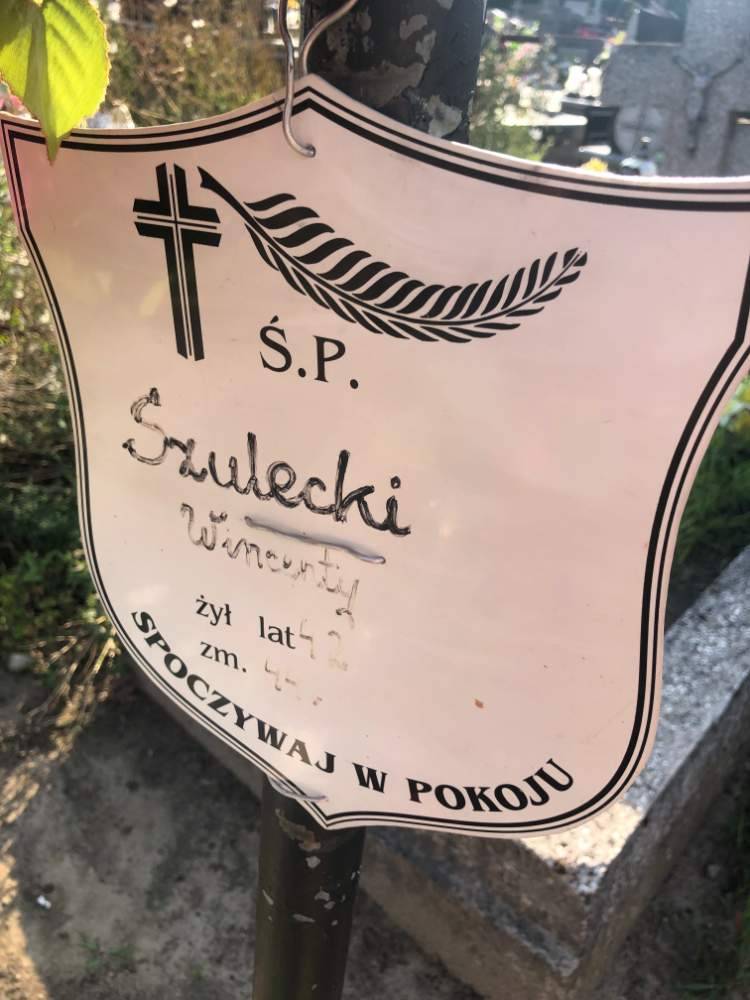 Ś.P.
Szulecki
Wincenty
żył lat 42
zm.
SPOCZYWAJ W POKOJU